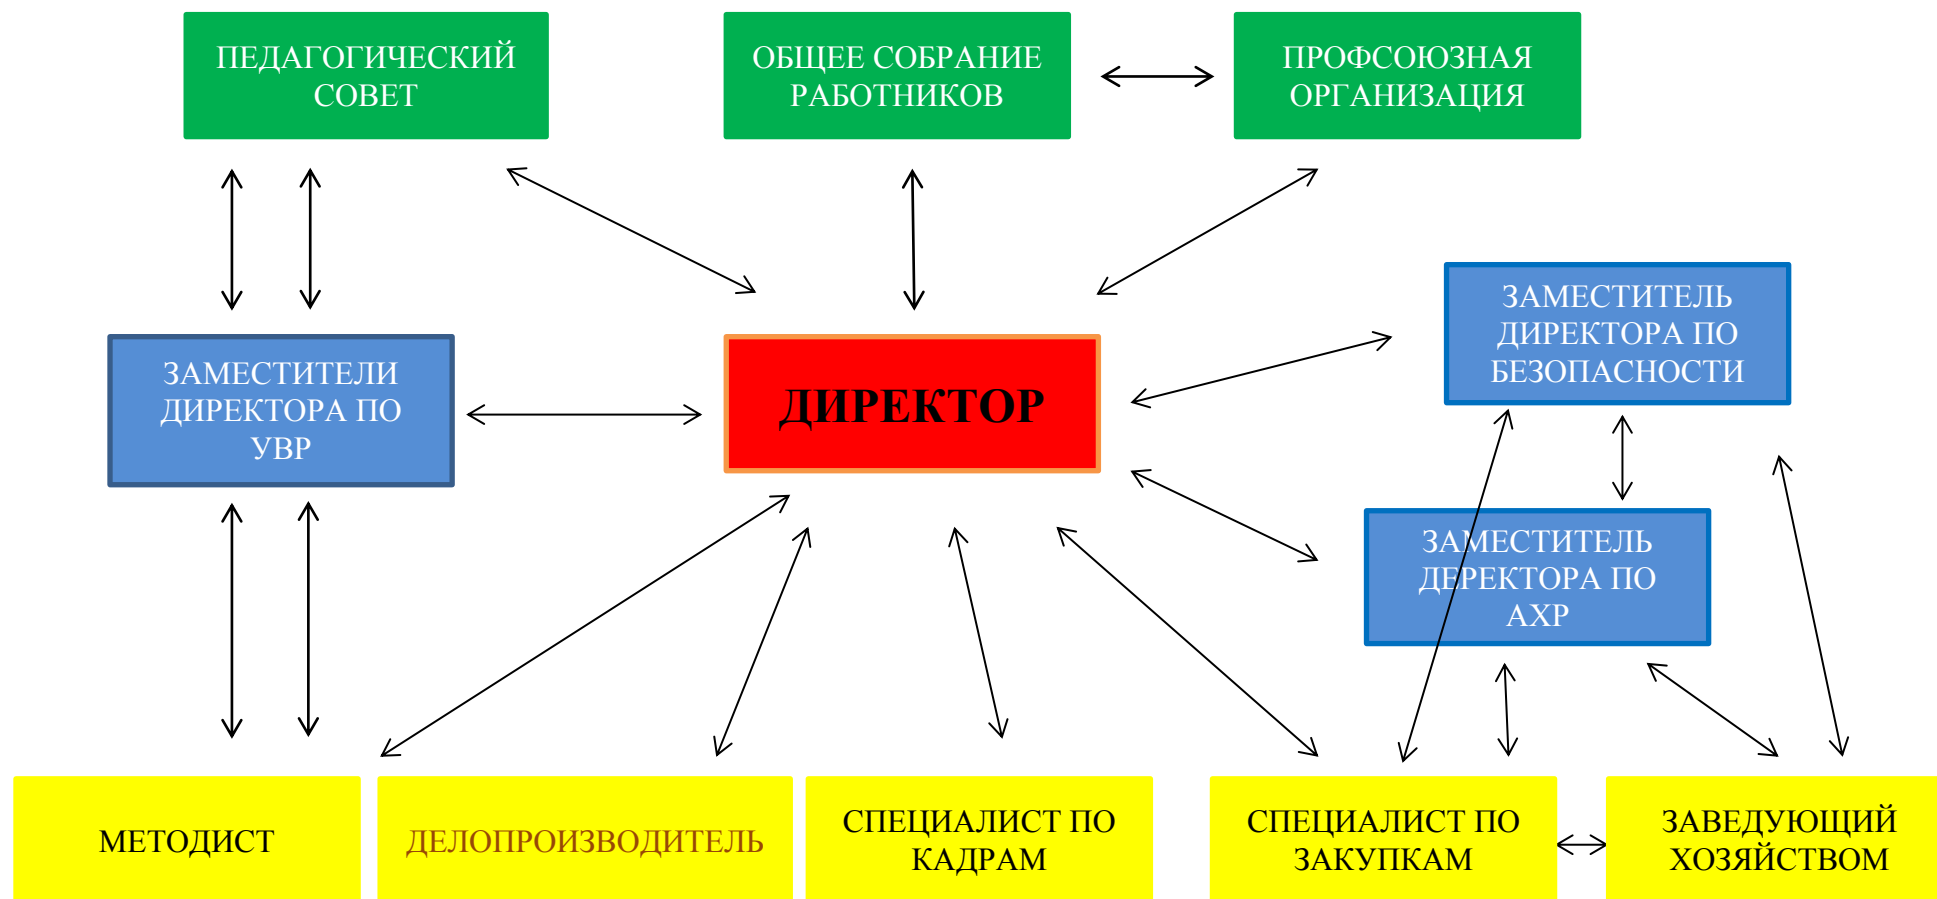 ПЕДАГОГИЧЕСКИЙ
СОВЕТ
ОБЩЕЕ СОБРАНИЕ
РАБОТНИКОВ
ПРОФСОЮЗНАЯ
ОРГАНИЗАЦИЯ
ЗАМЕСТИТЕЛИ
ДИРЕКТОРА ПО
УВР
ДИРЕКТОР
ЗАМЕСТИТЕЛЬ
ДИРЕКТОРА ПО
БЕЗОПАСНОСТИ
ЗАМЕСТИТЕЛЬ
ДЕРЕКТОРА ПО
АХР
МЕТОДИСТ
ДЕЛОПРОИЗВОДИТЕЛЬ
СПЕЦИАЛИСТ ПО
КАДРАМ
СПЕЦИАЛИСТ ПО
ЗАКУПКАМ
ЗАВЕДУЮЩИЙ
ХОЗЯЙСТВОМ